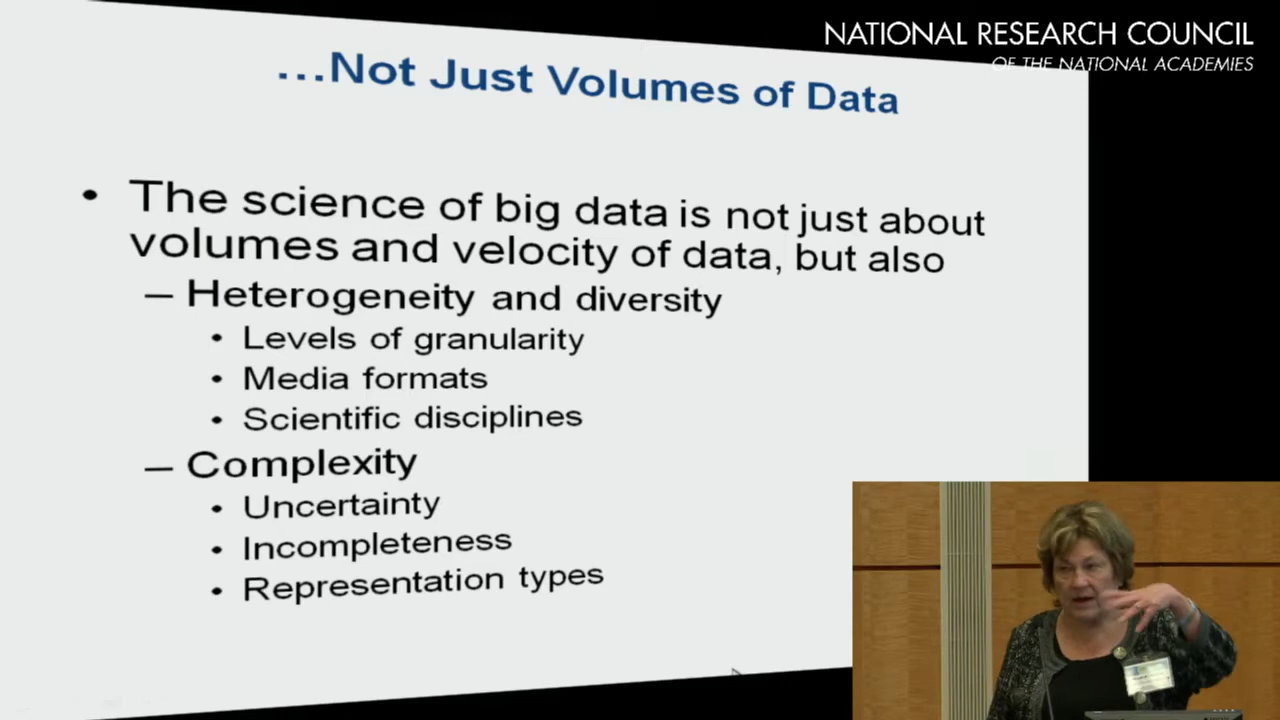 NATIONAL RESEARCH COUNCIL
OF THE NATIONAL ACADEMIES
...Not Just Volumes of Data
• The science of big data is not just about
volumes and velocity of data, but also
– Heterogeneity and diversity
• Levels of granularity
• Media formats
• Scientific disciplines
– Complexity
• Uncertainty
• Incompleteness
• Representation types